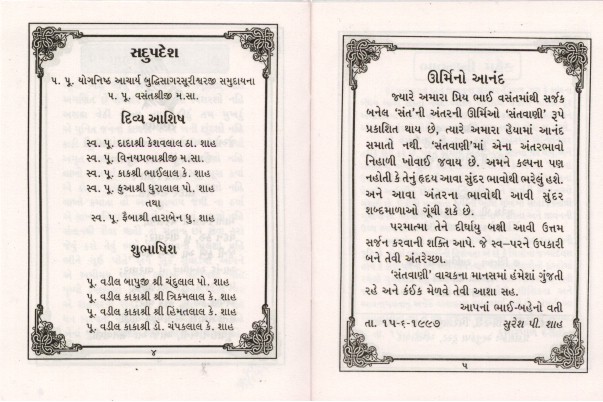 સદુપદેશ
પ. પૂ. યોગનિષ્ઠ આચાર્ય બુદ્ધિસાગરસૂરીશ્વરજી સમુદાયના
પ. પૂ. વસંતશ્રીજી મ.સા.
દિવ્ય આશિષ
સ્વ. પૂ. દાદાશ્રી કેશવલાલ ઠા. શાહ
સ્વ. પૂ. વિનયપ્રભાશ્રીજી મ.સા.
સ્વ. પૂ. કાકશ્રી ભાઈલાલ કે. શાહ
સ્વ. પૂ. કુઆશ્રી ધુરાલાલ પો. શાહ
તથા
સ્વ. પૂ. ફૈબાશ્રી તારાબેન ધુ. શાહ
શુભાષિશ
પૂ. વડીલ બાપુજી શ્રી ચંદુલાલ પો. શાહ
પૂ. વડીલ કાકાશ્રી શ્રી ત્રિકમલાલ કે. શાહ
પૂ. વડીલ કાકાશ્રી શ્રી હિમતલાલ કે. શાહ
પૂ. વડીલ કાકાશ્રી ડો. ચંપકલાલ કે. શાહ
૪
ઊર્મિનો આનંદ
જ્યારે અમારા પ્રિય ભાઈ વસંતમાંથી સર્જક
બનેલ 'સંત'ની અંતરની ઊર્મિઓ 'સંતવાણી' રૂપે
પ્રકાશિત થાય છે, ત્યારે અમારા હૈયામાં આનંદ
સમાતો નથી. 'સંતવાણી'માં એના અંતરભાવો
નિહાળી ખોવાઈ જવાય છે. અમને કલ્પના પણ
નહોતી કે તેનું હૃદય આવા સુંદર ભાવોથી ભરેલું હશે.
અને આવા અંતરના ભાવોથી આવી સુંદર
શબ્દમાળાઓ ગૂંથી શકે છે.
પરમાત્મા તેને દીર્ઘાયુ બક્ષી આવી ઉત્તમ
સર્જન કરવાની શક્તિ આપે. જે સ્વ-પરને ઉપકારી
બને તેવી અંતરેચ્છા.
'સંતવાણી' વાચકના માનસમાં હંમેશાં ગુંજતી
રહે અને કંઈક મેળવે તેવી આશા સહ.
આપનાં ભાઈ-બહેનો વતી
તા. ૧૫-૬-૧૯૯૭ સુરેશ પી. શાહ
૫